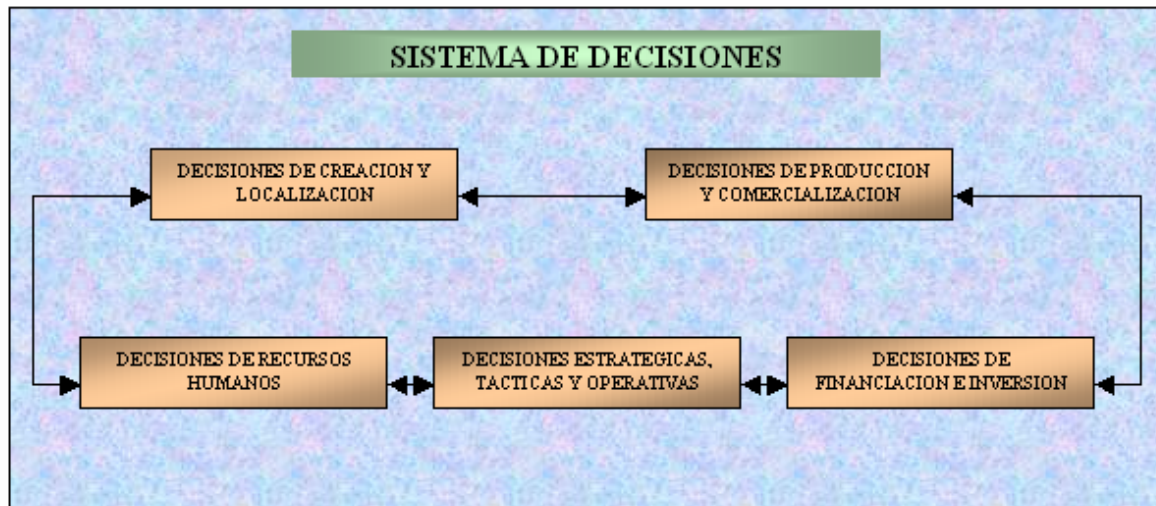 SISTEMA DE DECISIONES
DECISIONES DE CREACION Y
LOCALIZACION
DECISIONES DE PRODUCCION
Y COMERCIALIZACION
DECISIONES DE RECURSOS
HUMANOS
DECISIONES ESTRATEGICAS,
TACTICAS Y OPERATIVAS
DECISIONES DE
FINANCIACION E INVERSION